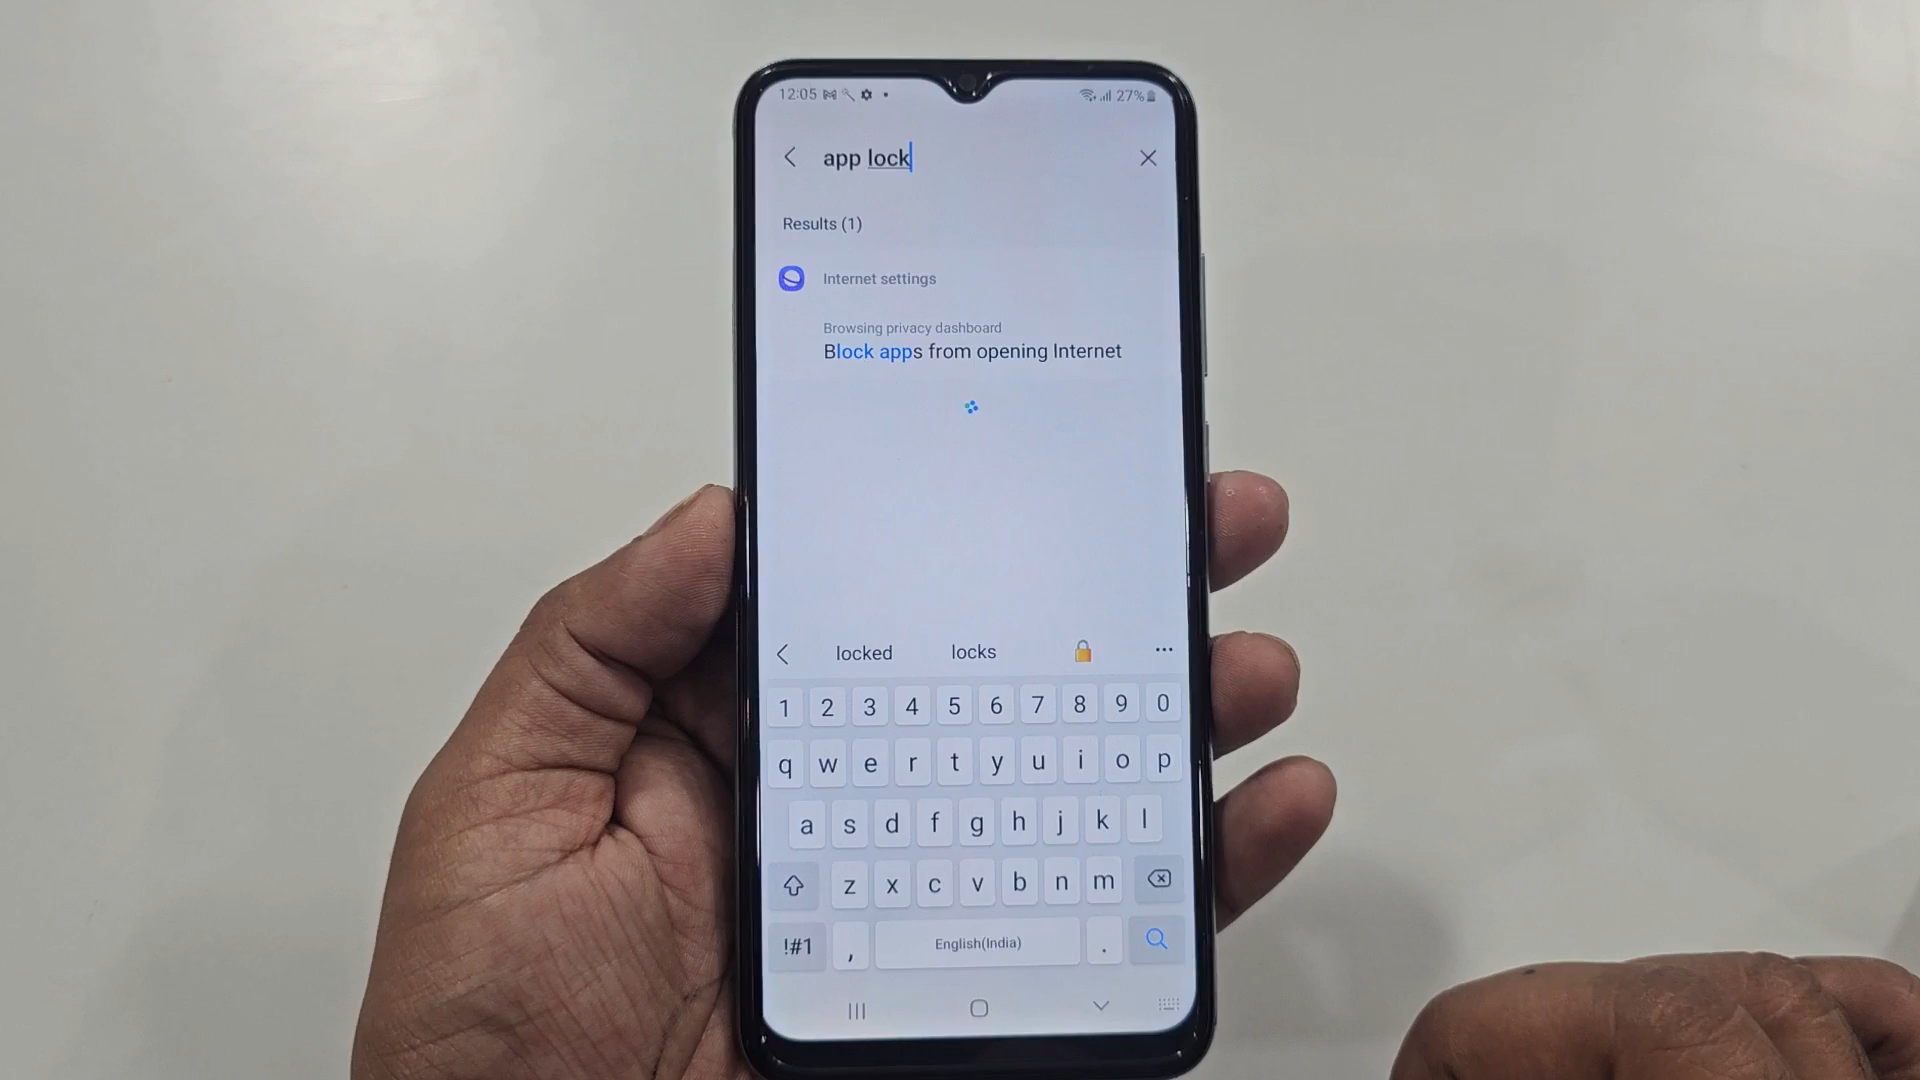 12:05 27%
app lock
Results (1)
Internet settings
Browsing privacy dashboard
Block apps from opening Internet
locked locks
1 2 3 4 5 6 7 8 9 0
q w e r t y u i o p
a s d f g h j k l
z x c v b n m
!#1 , English(India) .